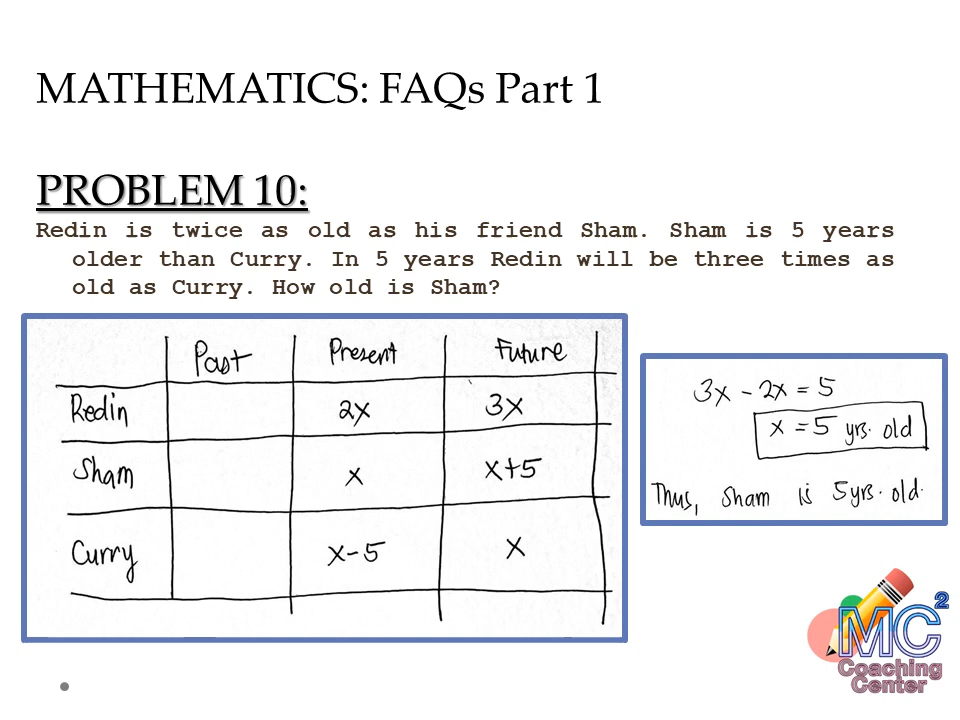 MATHEMATICS: FAQs Part 1
PROBLEM 10:
Redin is twice as old as his friend Sham. Sham is 5 years
older than Curry. In 5 years Redin will be three times as
old as Curry. How old is Sham?
Past Present Future
Redin 2x 3x
Sham x x+5
Curry x-5 x
3x - 2x = 5
x = 5 yrs. old
Thus, Sham is 5 yrs. old.
MC2
Coaching
Center